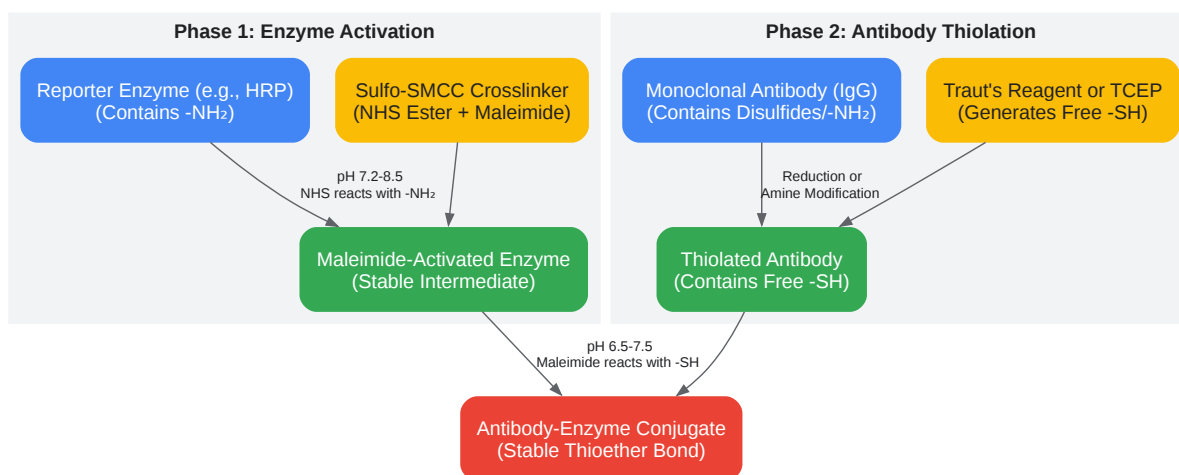 Phase 1: Enzyme Activation
Reporter Enzyme (e.g., HRP)
(Contains -NH₂)
Sulfo-SMCC Crosslinker
(NHS Ester + Maleimide)
pH 7.2-8.5
NHS reacts with -NH₂
Maleimide-Activated Enzyme
(Stable Intermediate)
Phase 2: Antibody Thiolation
Monoclonal Antibody (IgG)
(Contains Disulfides/-NH₂)
Traut's Reagent or TCEP
(Generates Free -SH)
Reduction or
Amine Modification
Thiolated Antibody
(Contains Free -SH)
pH 6.5-7.5
Maleimide reacts with -SH
Antibody-Enzyme Conjugate
(Stable Thioether Bond)